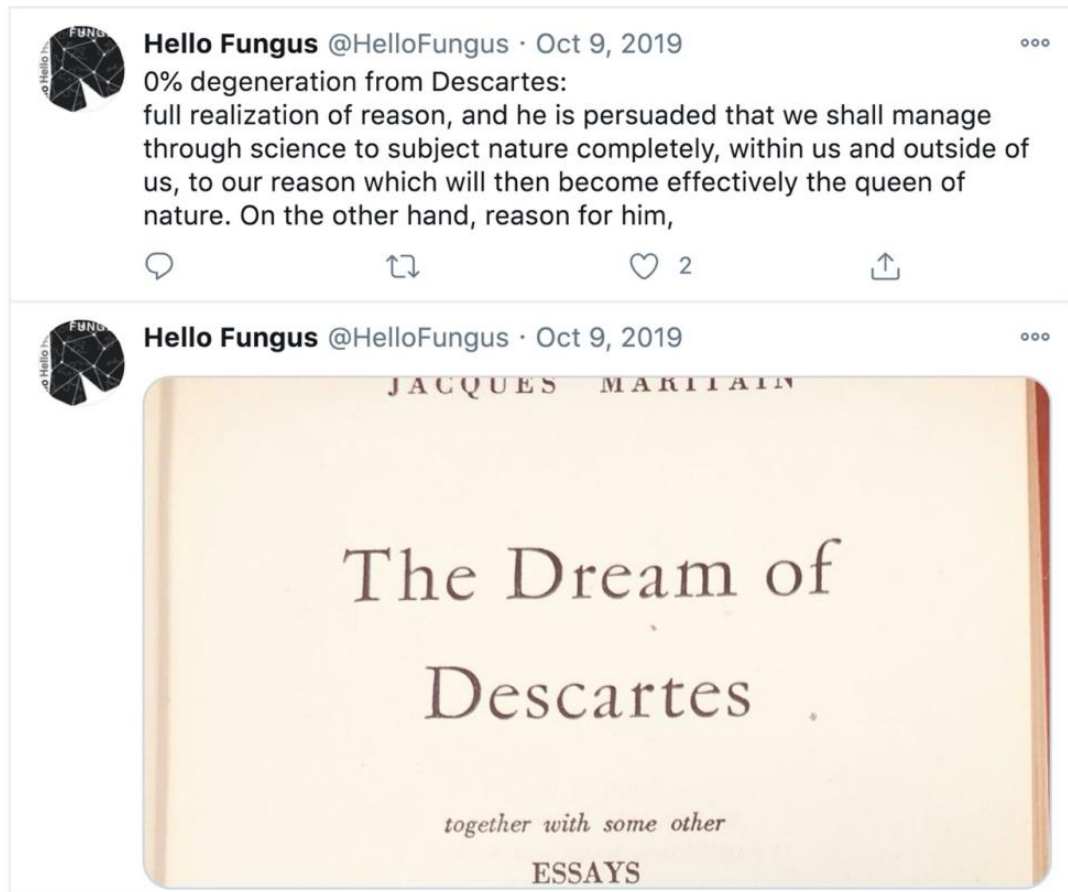 FUNG
Hello Fungus @HelloFungus · Oct 9, 2019
0% degeneration from Descartes:
full realization of reason, and he is persuaded that we shall manage
through science to subject nature completely, within us and outside of
us, to our reason which will then become effectively the queen of
nature. On the other hand, reason for him,
2
FUNG
Hello Fungus @HelloFungus · Oct 9, 2019
JACQUES MARITAIN
The Dream of
Descartes
together with some other
ESSAYS